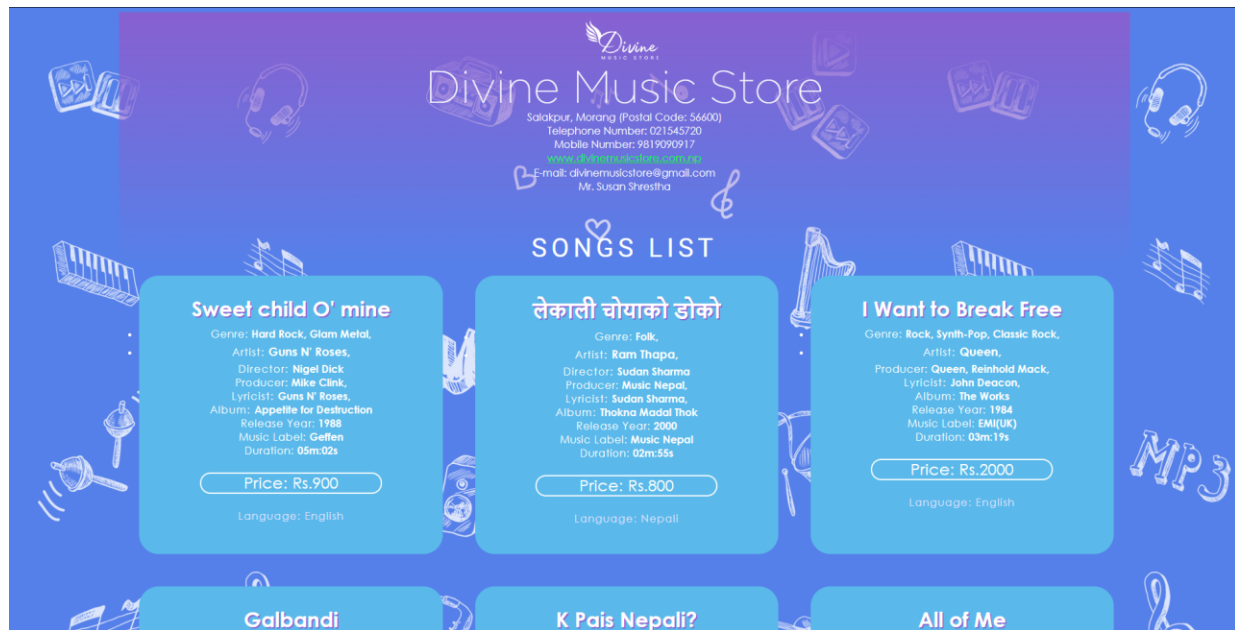 Divine
MUSIC STORE
Divine Music Store
Salakpur, Morang (Postal Code: 56600)
Telephone Number: 021545720
Mobile Number: 9819090917
www.divinemusicstore.com.np
E-mail: divinemusicstore@gmail.com
Mr. Susan Shrestha
SONGS LIST
Sweet child O' mine
Genre: Hard Rock, Glam Metal,
Artist: Guns N' Roses,
Director: Nigel Dick
Producer: Mike Clink,
Lyricist: Guns N' Roses,
Album: Appetite for Destruction
Release Year: 1988
Music Label: Geffen
Duration: 05m:02s
Price: Rs.900
Language: English
लेकाली चोयाको डोको
Genre: Folk,
Artist: Ram Thapa,
Director: Sudan Sharma
Producer: Music Nepal,
Lyricist: Sudan Sharma,
Album: Thokna Madal Thok
Release Year: 2000
Music Label: Music Nepal
Duration: 02m:55s
Price: Rs.800
Language: Nepali
I Want to Break Free
Genre: Rock, Synth-Pop, Classic Rock,
Artist: Queen,
Producer: Queen, Reinhold Mack,
Lyricist: John Deacon,
Album: The Works
Release Year: 1984
Music Label: EMI(UK)
Duration: 03m:19s
Price: Rs.2000
Language: English
MP3
Galbandi
K Pais Nepali?
All of Me